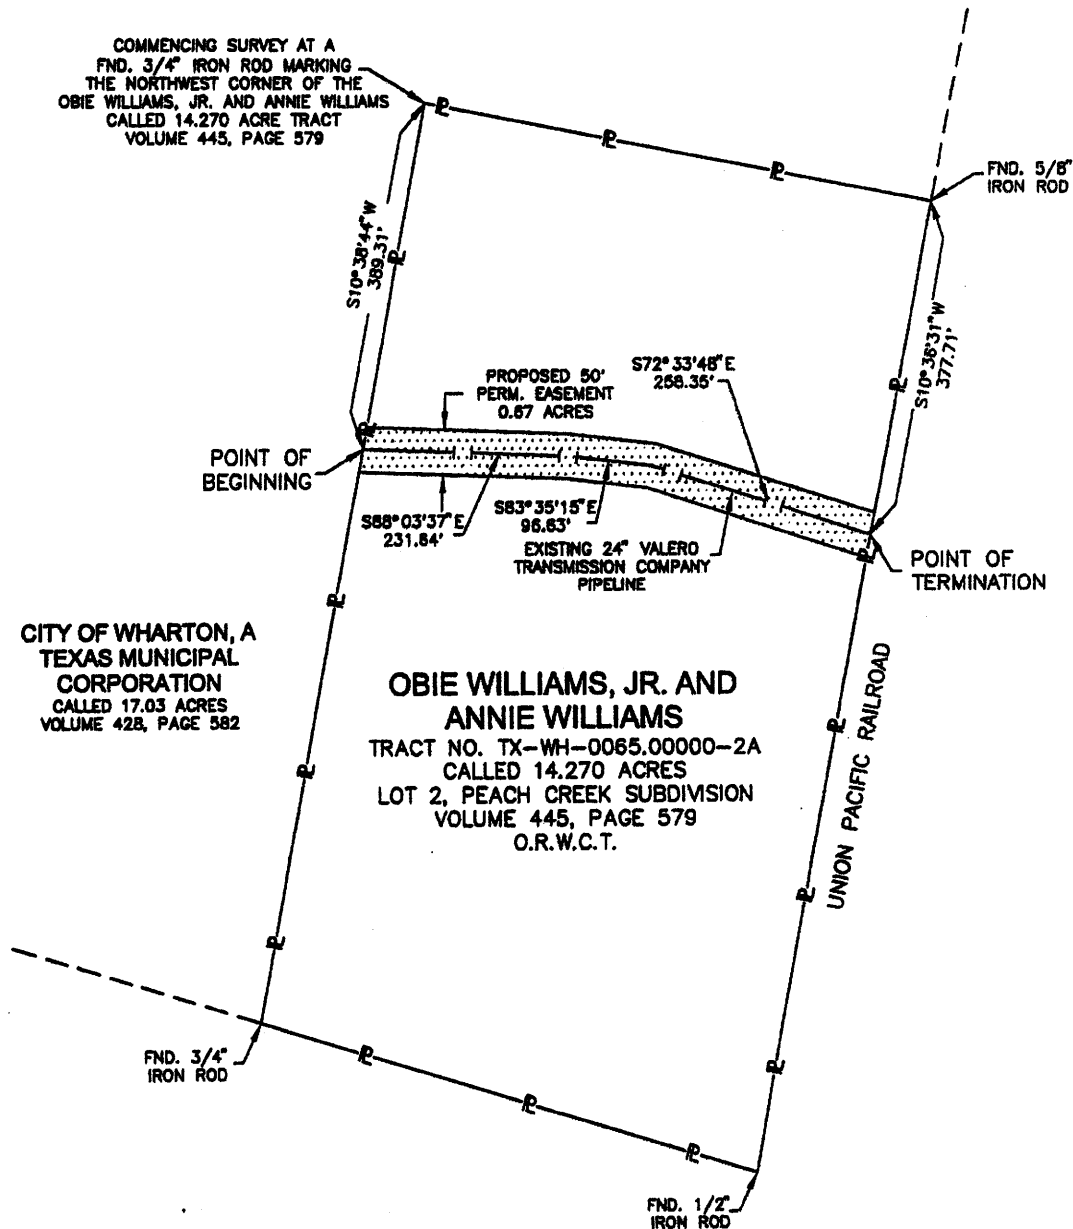 COMMENCING SURVEY AT A
FND. 3/4" IRON ROD MARKING
THE NORTHWEST CORNER OF THE
OBIE WILLIAMS, JR. AND ANNIE WILLIAMS
CALLED 14.270 ACRE TRACT
VOLUME 445, PAGE 579
FND. 5/8"
IRON ROD
S10°38'44"W
389.31'
S10°36'31"W
377.71'
PROPOSED 50'
PERM. EASEMENT
0.67 ACRES
S72°33'48"E
258.35'
POINT OF
BEGINNING
S88°03'37"E
231.64'
S83°35'15"E
96.63'
EXISTING 24" VALERO
TRANSMISSION COMPANY
PIPELINE
POINT OF
TERMINATION
CITY OF WHARTON, A
TEXAS MUNICIPAL
CORPORATION
CALLED 17.03 ACRES
VOLUME 428, PAGE 582
OBIE WILLIAMS, JR. AND
ANNIE WILLIAMS
TRACT NO. TX-WH-0065.00000-2A
CALLED 14.270 ACRES
LOT 2, PEACH CREEK SUBDIVISION
VOLUME 445, PAGE 579
O.R.W.C.T.
UNION PACIFIC RAILROAD
FND. 3/4"
IRON ROD
FND. 1/2"
IRON ROD